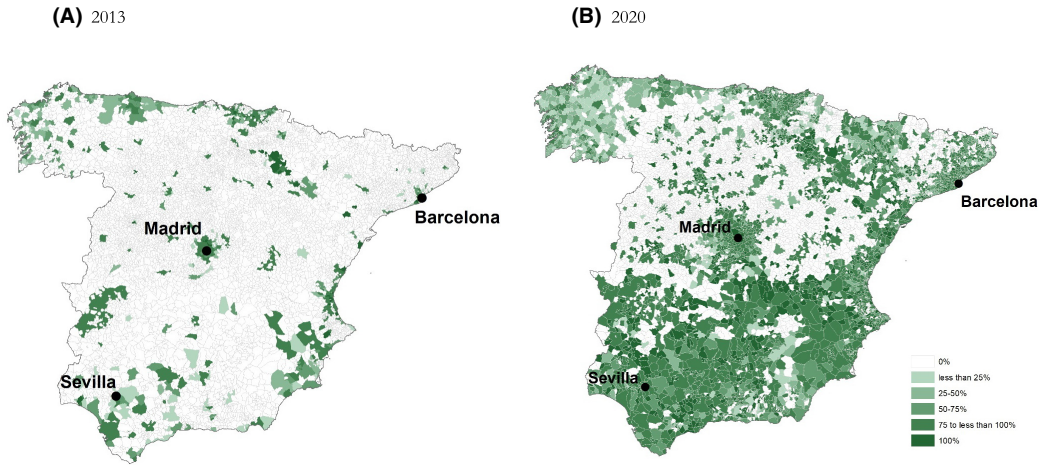 (A) 2013
Madrid
Barcelona
Sevilla
(B) 2020
Barcelona
Madrid
Sevilla
0%
less than 25%
25-50%
50-75%
75 to less than 100%
100%